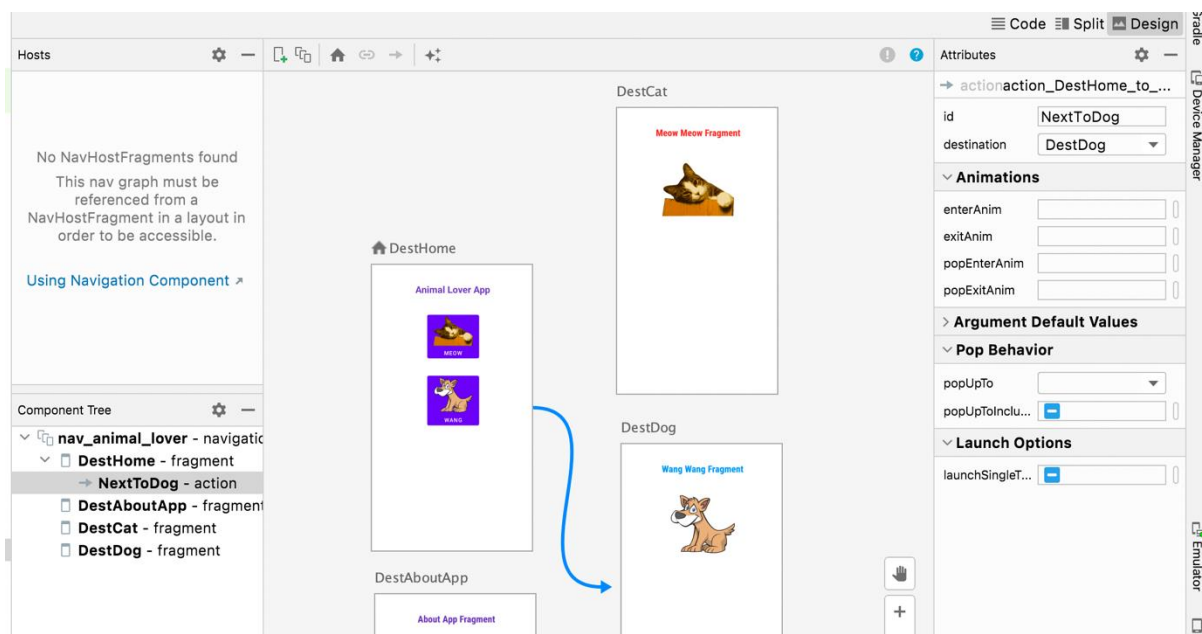 Code
Split
Design
Hosts
No NavHostFragments found
This nav graph must be
referenced from a
NavHostFragment in a layout in
order to be accessible.
Using Navigation Component
Component Tree
nav_animal_lover - navigatio
DestHome - fragment
NextToDog - action
DestAboutApp - fragment
DestCat - fragment
DestDog - fragment
DestCat
Meow Meow Fragment
DestHome
Animal Lover App
MEOW
WANG
DestDog
Wang Wang Fragment
DestAboutApp
About App Fragment
Attributes
actionaction_DestHome_to_...
id NextToDog
destination DestDog
Animations
enterAnim
exitAnim
popEnterAnim
popExitAnim
Argument Default Values
Pop Behavior
popUpTo
popUpToInclu...
Launch Options
launchSingleT...
Gradle
Device Manager
Emulator